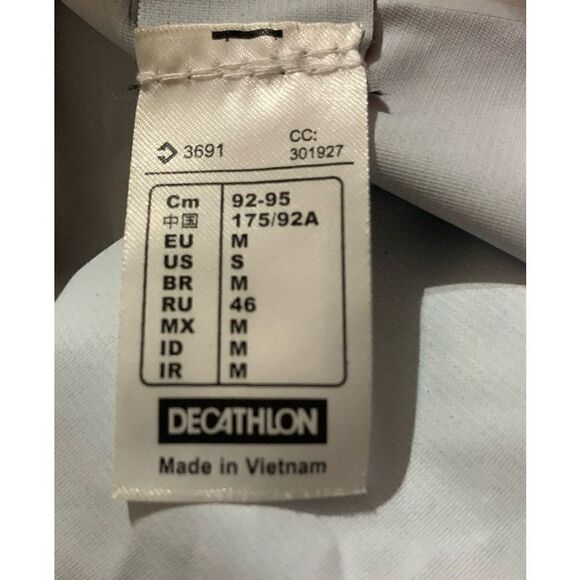 3691
CC:
301927
Cm 92-95
中国 175/92A
EU M
US S
BR M
RU 46
MX M
ID M
IR M
DECATHLON
Made in Vietnam